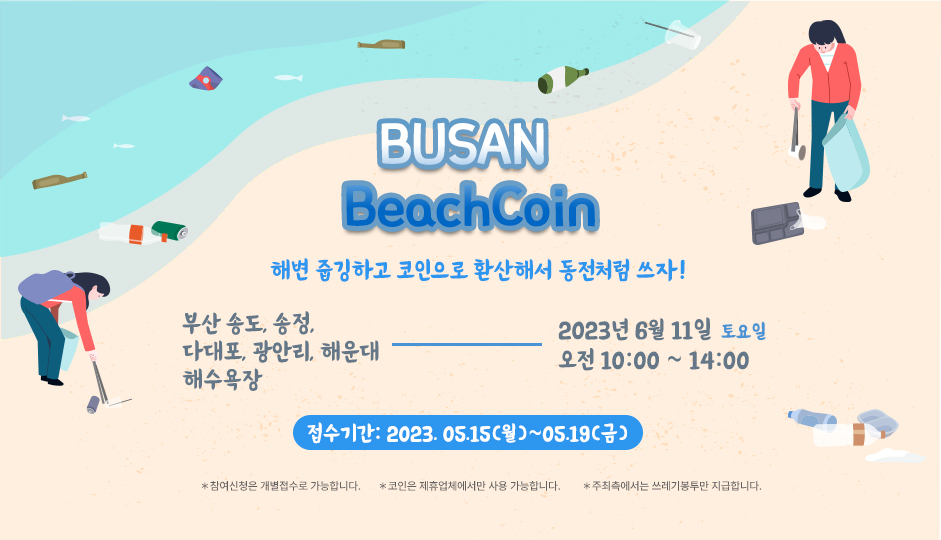 BUSAN
BeachCoin
해변 줍깅하고 코인으로 환산해서 동전처럼 쓰자!
부산 송도, 송정,
다대포, 광안리, 해운대
해수욕장
2023년 6월 11일 토요일
오전 10:00 ~ 14:00
접수기간: 2023. 05.15(월)~05.19(금)
*참여신청은 개별접수로 가능합니다. *코인은 제휴업체에서만 사용 가능합니다. *주최측에서는 쓰레기봉투만 지급합니다.